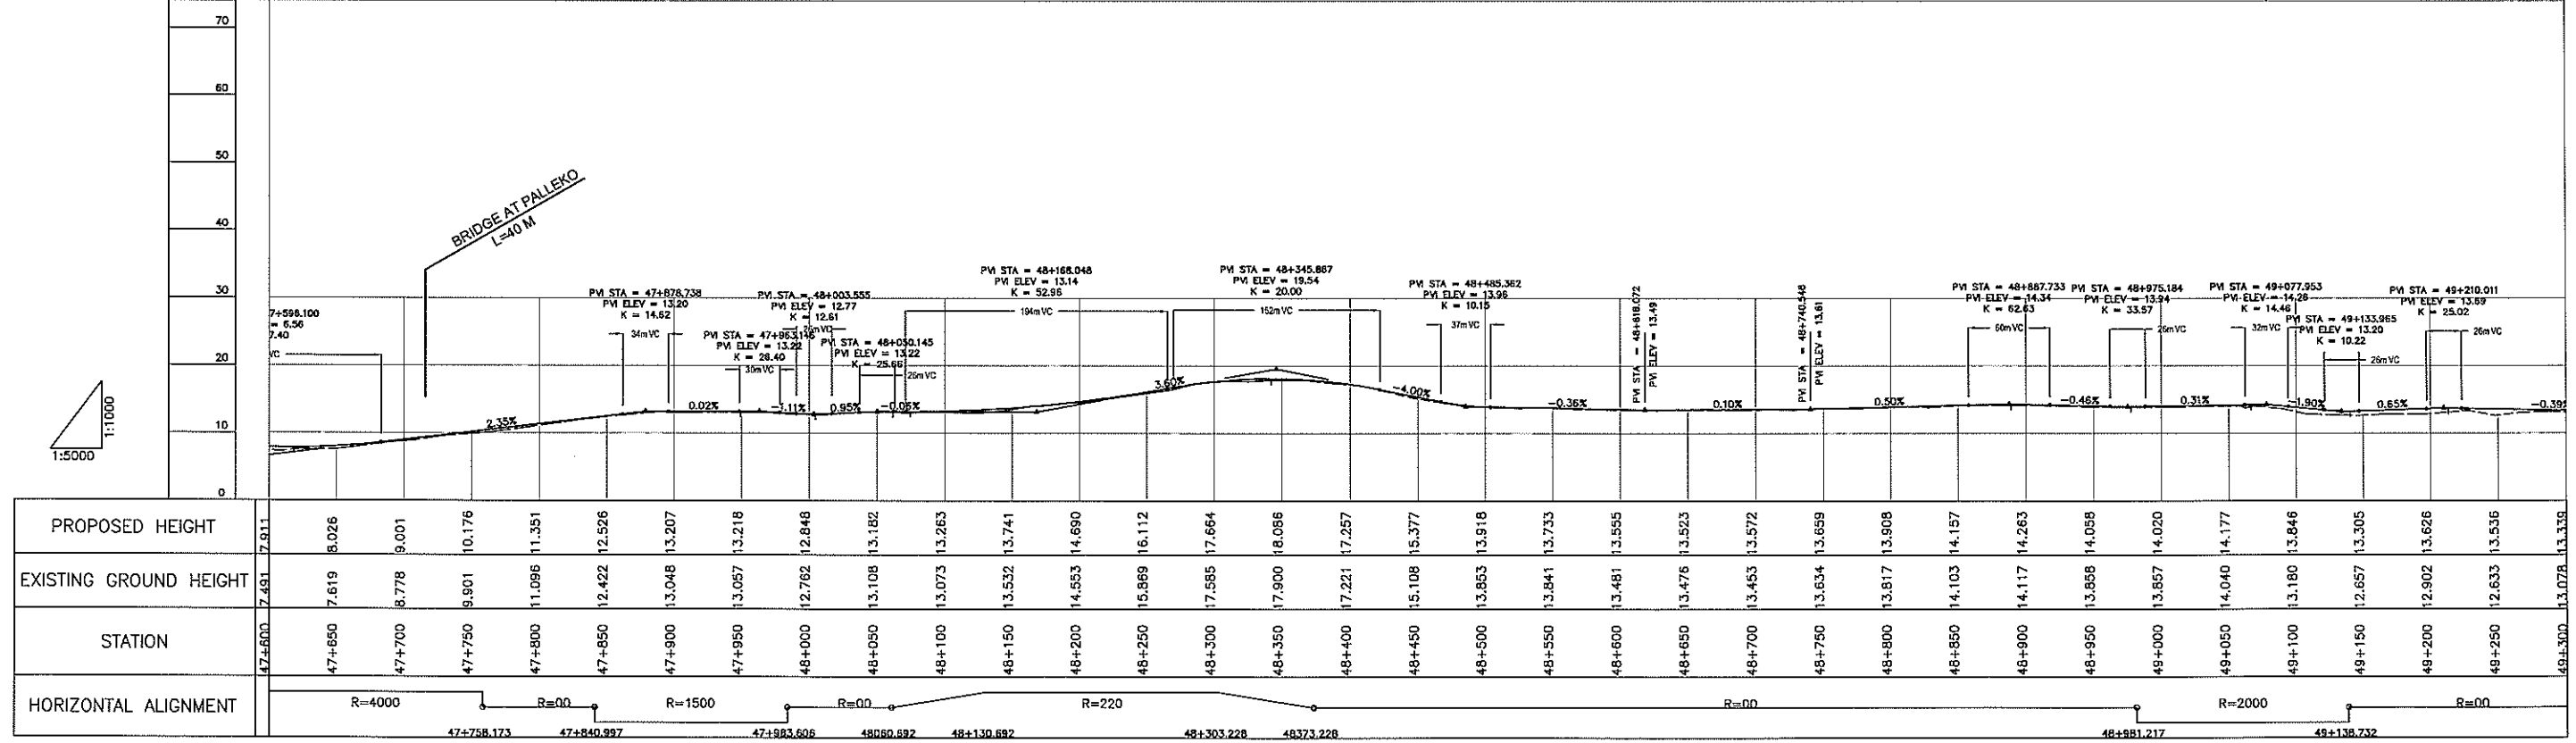 70
60
50
40
30
20
10
0
1:1000
1:5000
BRIDGE AT PALLEKO
L=40 M
7+598.100
= 6.56
7.40
VC
2.35%
PVI STA = 47+878.738
PVI ELEV = 13.20
K = 14.62
34m VC
0.02%
PVI STA = 47+963.146
PVI ELEV = 13.22
K = 28.40
30m VC
-1.11%
PVI STA = 48+003.555
PVI ELEV = 12.77
K = 12.61
26m VC
0.95%
PVI STA = 48+050.145
PVI ELEV = 13.22
K = 25.66
26m VC
-0.05%
PVI STA = 48+168.048
PVI ELEV = 13.14
K = 52.96
194m VC
3.60%
PVI STA = 48+345.887
PVI ELEV = 19.54
K = 20.00
152m VC
-4.00%
PVI STA = 48+485.362
PVI ELEV = 13.96
K = 10.15
37m VC
-0.36%
PVI STA = 48+618.072
PVI ELEV = 13.49
0.10%
PVI STA = 48+740.548
PVI ELEV = 13.61
0.50%
PVI STA = 48+887.733
PVI ELEV = 14.34
K = 62.63
60m VC
-0.46%
PVI STA = 48+975.184
PVI ELEV = 13.94
K = 33.57
26m VC
0.31%
PVI STA = 49+077.953
PVI ELEV = 14.26
K = 14.46
32m VC
-1.90%
PVI STA = 49+133.965
PVI ELEV = 13.20
K = 10.22
26m VC
0.65%
PVI STA = 49+210.011
PVI ELEV = 13.69
K = 25.02
26m VC
-0.39
PROPOSED HEIGHT 7.911 8.026 9.001 10.176 11.351 12.526 13.207 13.218 12.848 13.182 13.263 13.741 14.690 16.112 17.664 18.086 17.257 15.377 13.918 13.733 13.555 13.523 13.572 13.659 13.908 14.157 14.263 14.058 14.020 14.177 13.846 13.305 13.626 13.536 13.339
EXISTING GROUND HEIGHT 7.491 7.619 8.778 9.901 11.096 12.422 13.048 13.057 12.762 13.108 13.073 13.532 14.553 15.869 17.585 17.900 17.221 15.108 13.853 13.841 13.481 13.476 13.453 13.634 13.817 14.103 14.117 13.858 13.857 14.040 13.180 12.657 12.902 12.633 13.078
STATION 47+600 47+650 47+700 47+750 47+800 47+850 47+900 47+950 48+000 48+050 48+100 48+150 48+200 48+250 48+300 48+350 48+400 48+450 48+500 48+550 48+600 48+650 48+700 48+750 48+800 48+850 48+900 48+950 49+000 49+050 49+100 49+150 49+200 49+250 49+300
HORIZONTAL ALIGNMENT R=4000 R=00 R=1500 R=00 R=220 R=00 R=2000 R=00
47+758.173 47+840.997 47+983.606 48060.692 48+130.692 48+303.228 48373.228 48+981.217 49+138.732